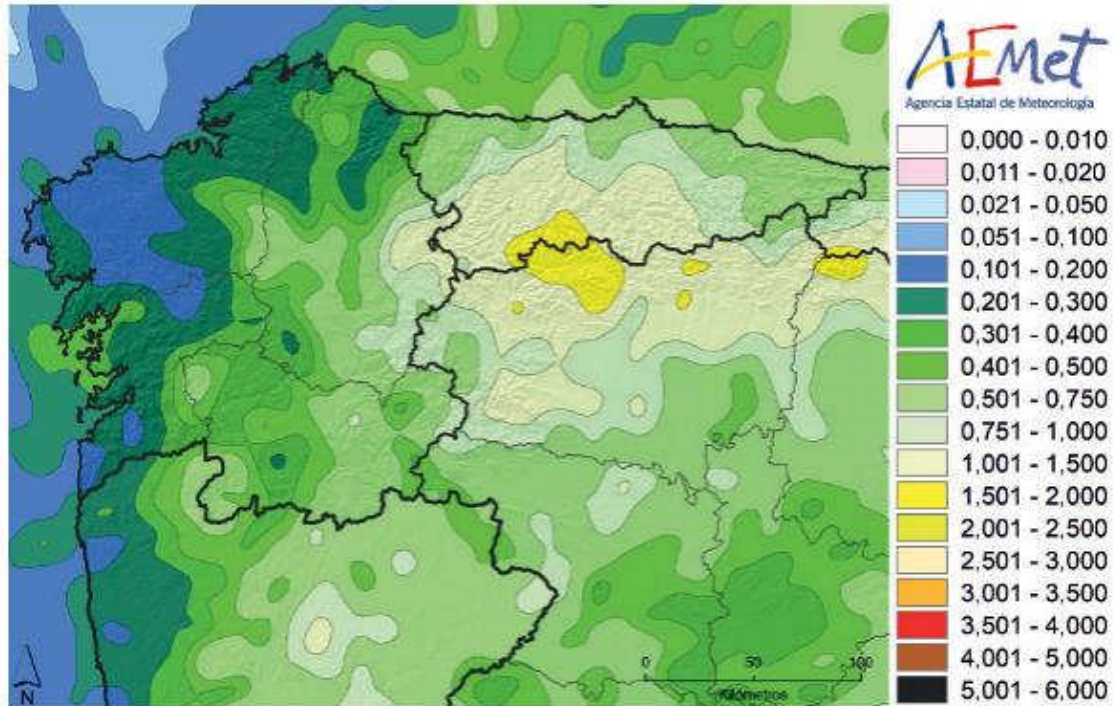 AEMet
Agencia Estatal de Meteorología
0.000 - 0.010
0.011 - 0.020
0.021 - 0.050
0.051 - 0.100
0.101 - 0.200
0.201 - 0.300
0.301 - 0.400
0.401 - 0.500
0.501 - 0,750
0.751 - 1.000
1.001 - 1,500
1,501 - 2,000
2.001 - 2,500
2,501 - 3,000
3.001 - 3,500
3,501 - 4,000
4.001 - 5,000
5,001 - 6,000
0 50 100
Kilómetros
N